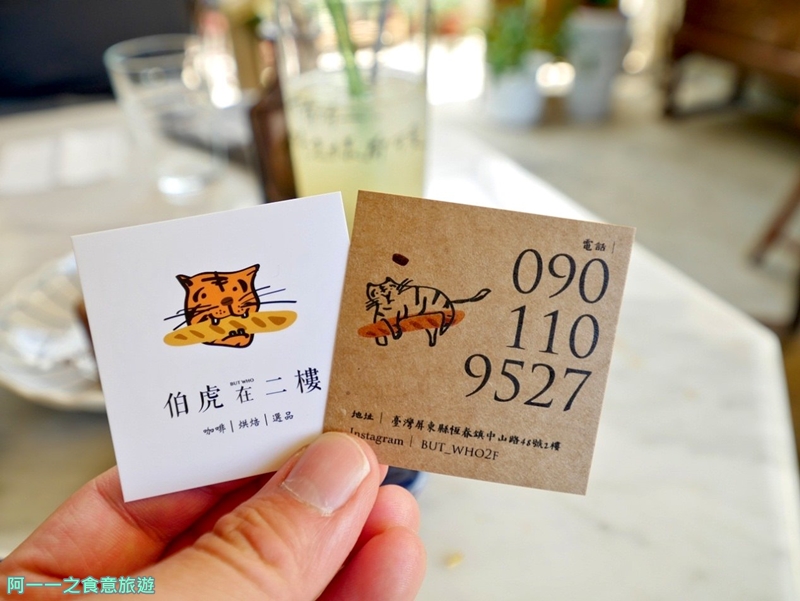 BUT WHO
伯虎在二樓
咖啡|烘焙|選品
電話|
090
110
9527
地址|臺灣屏東縣恆春鎮中山路48號2樓
Instagram|BUT_WHO2F
阿一一之食意旅遊